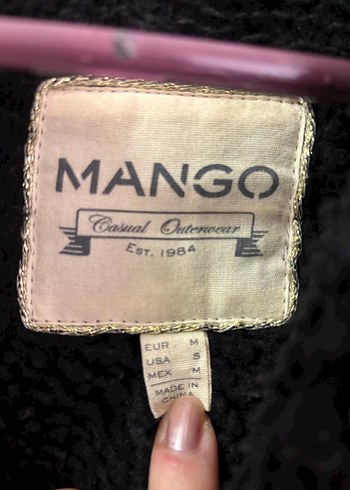 MANGO
Casual Outerwear
EST. 1984
EUR M
USA S
MEX M
MADE IN
CHINA